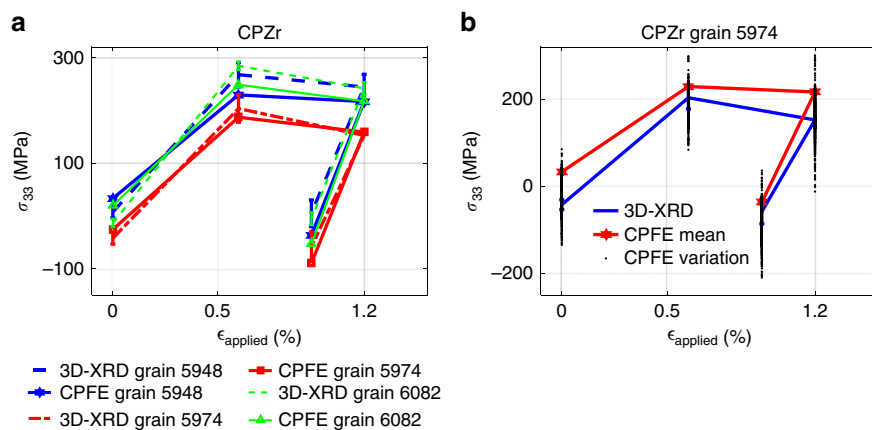 a
CPZr
300
100
−100
σ33 (MPa)
0
0.5
1.2
ϵapplied (%)
3D-XRD grain 5948
CPFE grain 5948
3D-XRD grain 5974
CPFE grain 5974
3D-XRD grain 6082
CPFE grain 6082
b
CPZr grain 5974
200
0
−200
σ33 (MPa)
3D-XRD
CPFE mean
CPFE variation
0
0.5
1.2
ϵapplied (%)